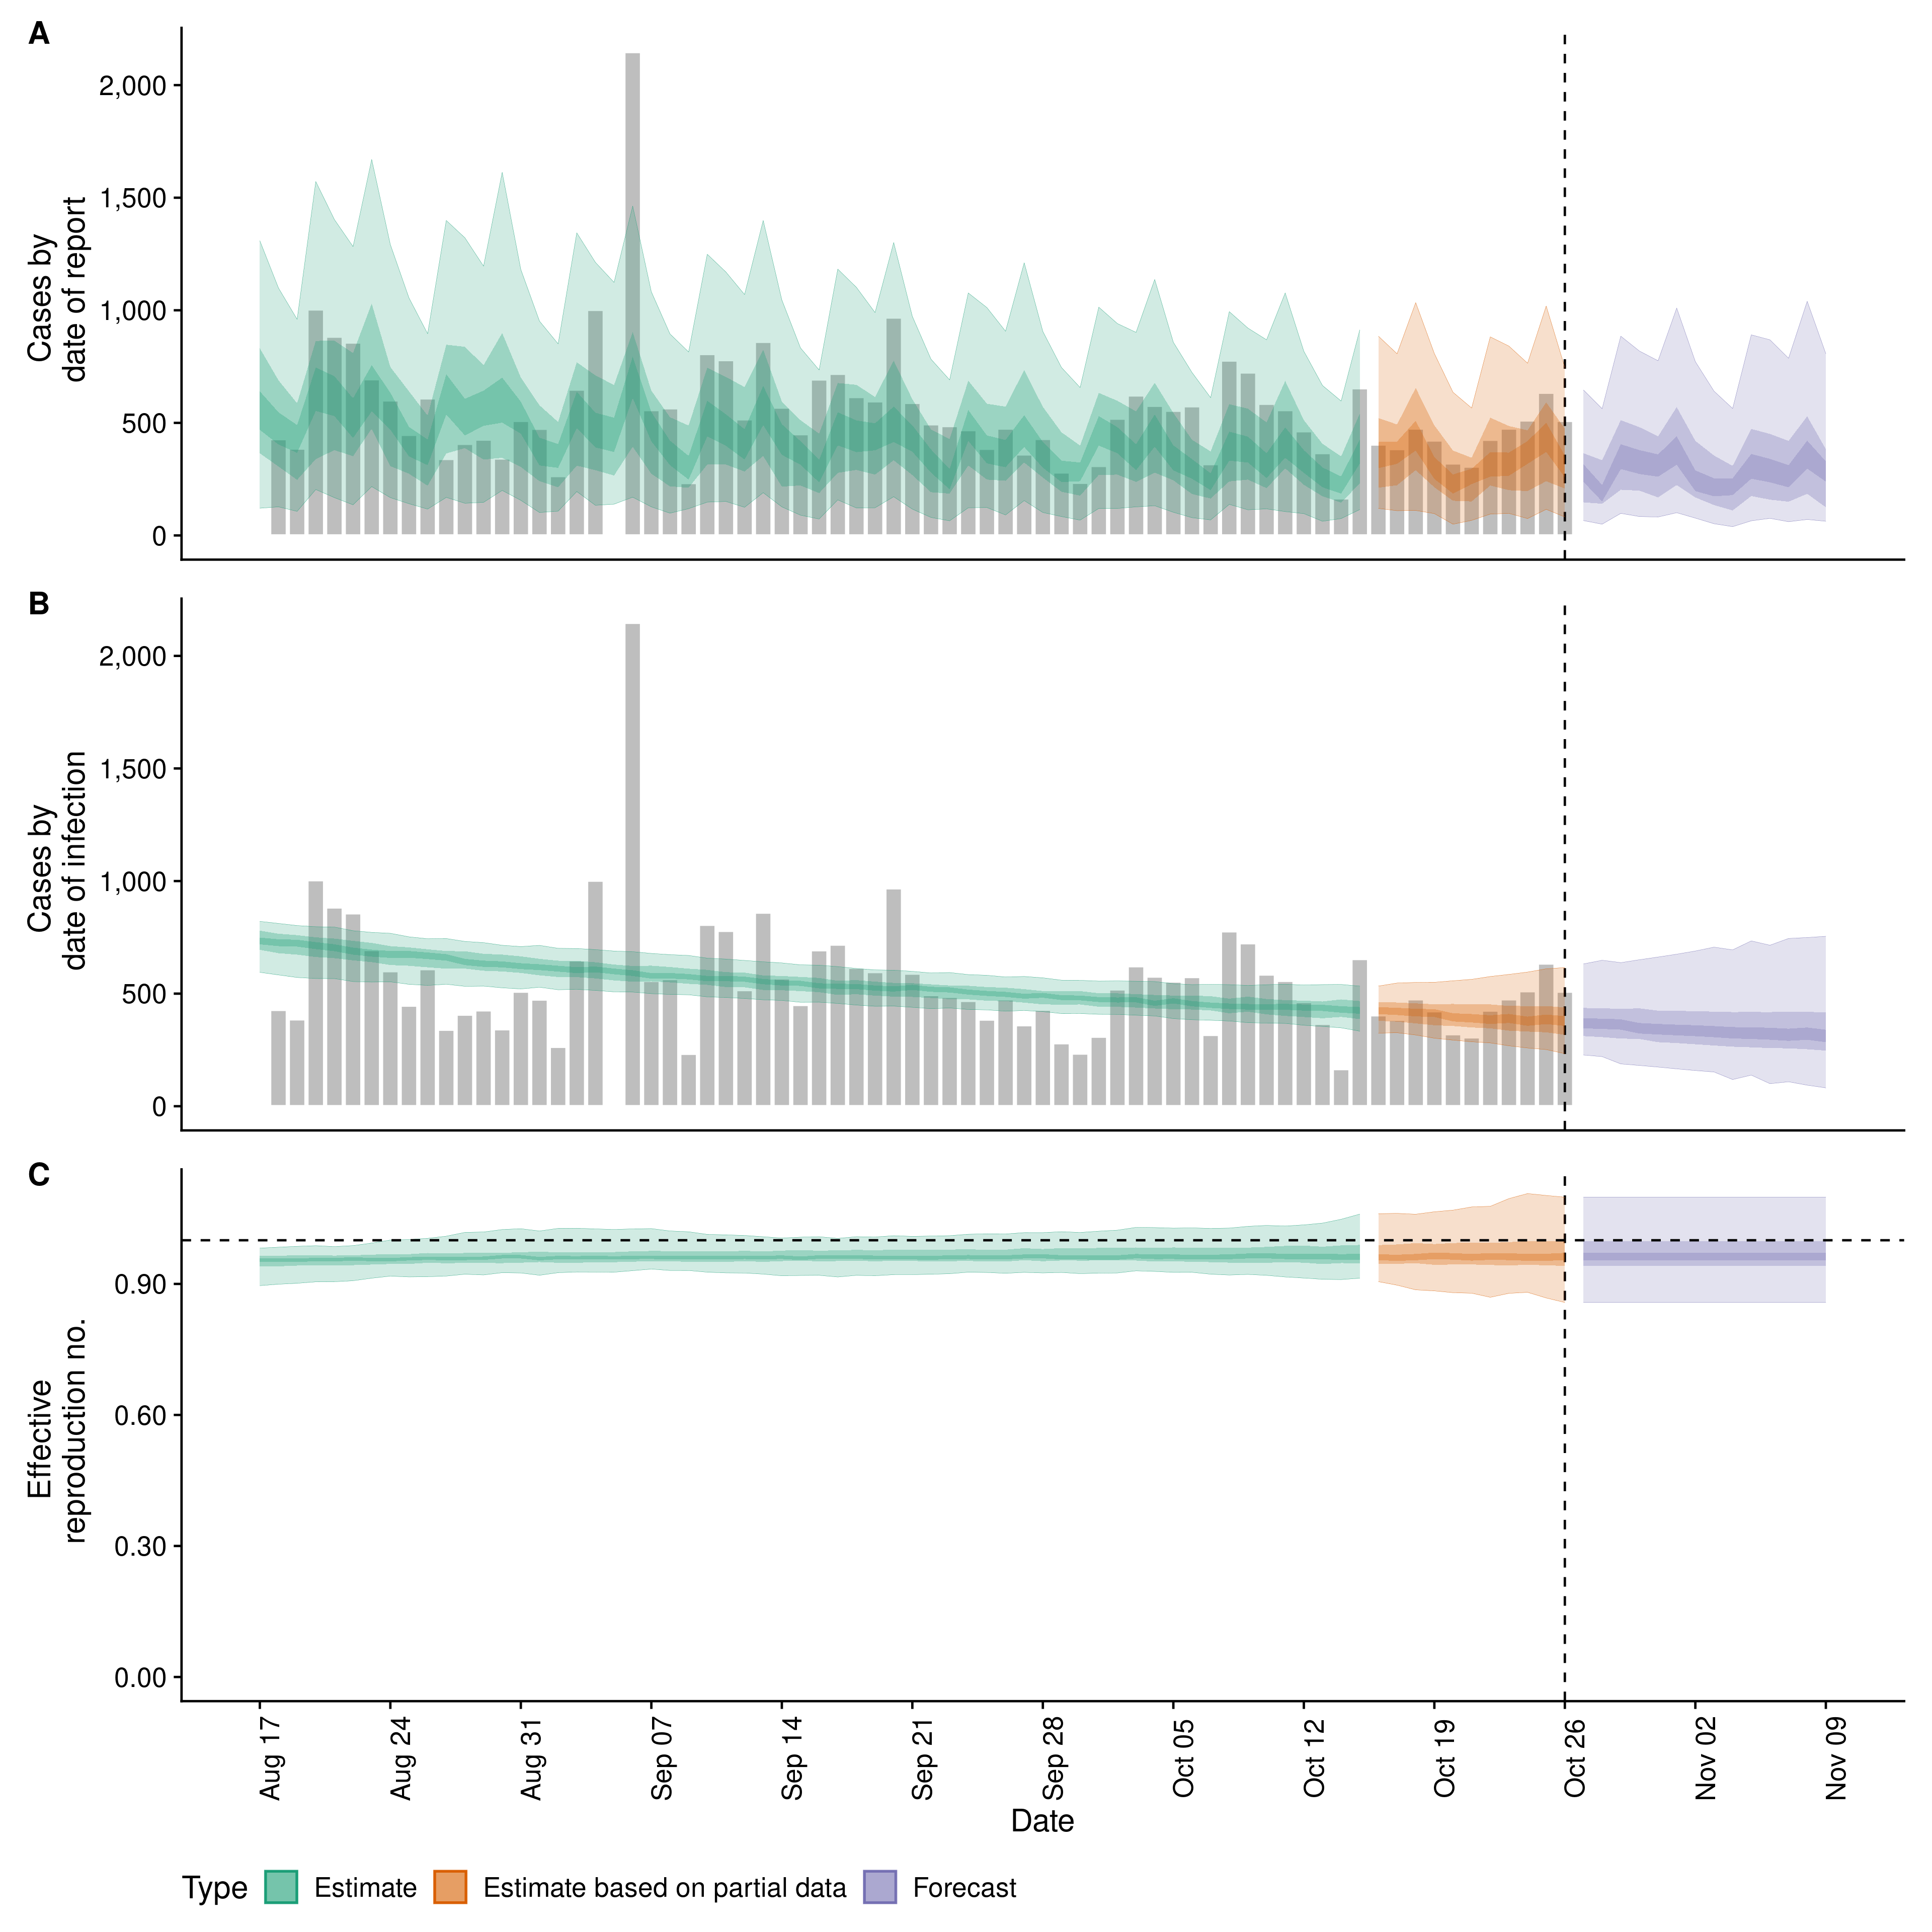 A
Cases by
date of report
2,000
1,500
1,000
500
0
B
Cases by
date of infection
2,000
1,500
1,000
500
0
C
Effective
reproduction no.
0.90
0.60
0.30
0.00
Aug 17
Aug 24
Aug 31
Sep 07
Sep 14
Sep 21
Sep 28
Oct 05
Oct 12
Oct 19
Oct 26
Nov 02
Nov 09
Date
Type Estimate Estimate based on partial data Forecast